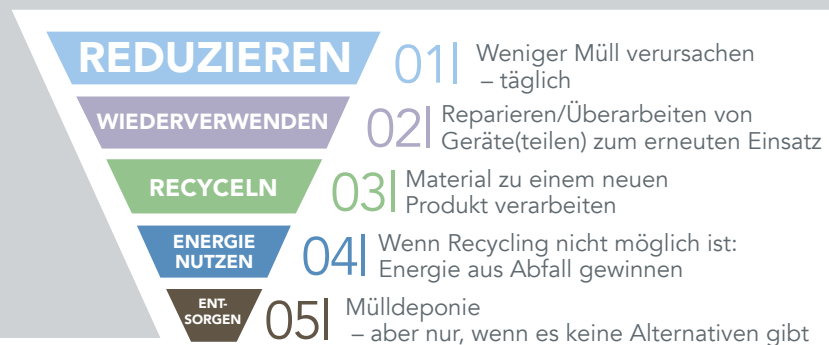 REDUZIEREN
01| Weniger Müll verursachen
– täglich
WIEDERVERWENDEN
02| Reparieren/Überarbeiten von
Geräte(teilen) zum erneuten Einsatz
RECYCELN
03| Material zu einem neuen
Produkt verarbeiten
ENERGIE
NUTZEN
04| Wenn Recycling nicht möglich ist:
Energie aus Abfall gewinnen
ENT-
SORGEN
05| Mülldeponie
– aber nur, wenn es keine Alternativen gibt